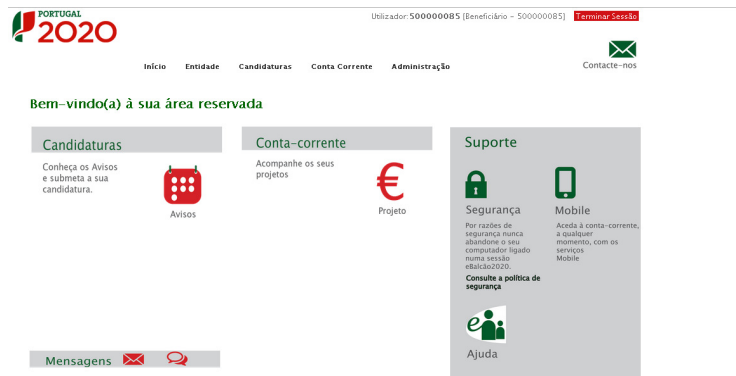 PORTUGAL
2020
Utilizador: 500000085 [Beneficiário - 500000085] Terminar Sessão
Contacte-nos
Início Entidade Candidaturas Conta Corrente Administração
Bem-vindo(a) à sua área reservada
Candidaturas
Conheça os Avisos
e submeta a sua
candidatura.
Avisos
Conta-corrente
Acompanhe os seus
projetos
€
Projeto
Suporte
Segurança
Por razões de
segurança nunca
abandone o seu
computador ligado
numa sessão
eBalcão2020.
Consulte a política de
segurança
Mobile
Aceda à conta-corrente,
a qualquer
momento, com os
serviços
Mobile
e
Ajuda
Mensagens